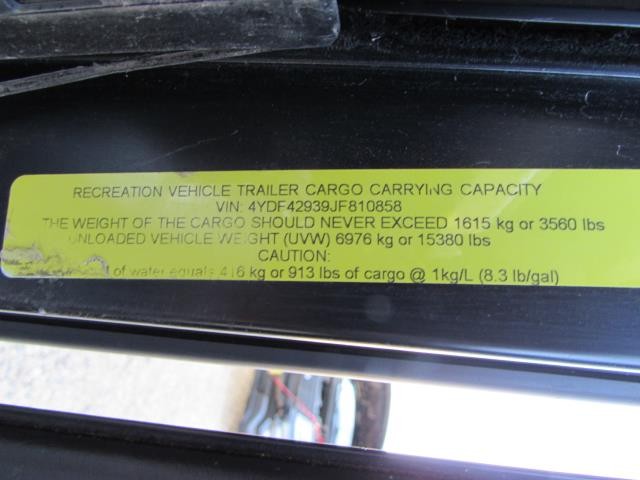 RECREATION VEHICLE TRAILER CARGO CARRYING CAPACITY
VIN: 4YDF42939JF810858
THE WEIGHT OF THE CARGO SHOULD NEVER EXCEED 1615 kg or 3560 lbs
UNLOADED VEHICLE WEIGHT (UVW) 6976 kg or 15380 lbs
CAUTION:
of water equals 416 kg or 913 lbs of cargo @ 1kg/L (8.3 lb/gal)